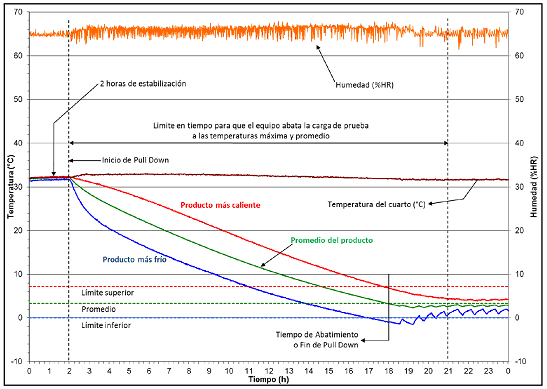 70
60
50
40
30
20
10
0
-10
Temperatura (°C)
70
60
50
40
30
20
10
0
-10
Humedad (%HR)
2 horas de estabilización
Humedad (%HR)
Limite en tiempo para que el equipo abata la carga de prueba
a las temperaturas máxima y promedio
Inicio de Pull Down
Temperatura del cuarto (°C)
Producto más caliente
Promedio del producto
Producto más frío
Limite superior
Promedio
Limite inferior
Tiempo de Abatimiento
o Fin de Pull Down
0 1 2 3 4 5 6 7 8 9 10 11 12 13 14 15 16 17 18 19 20 21 22 23 0
Tiempo (h)